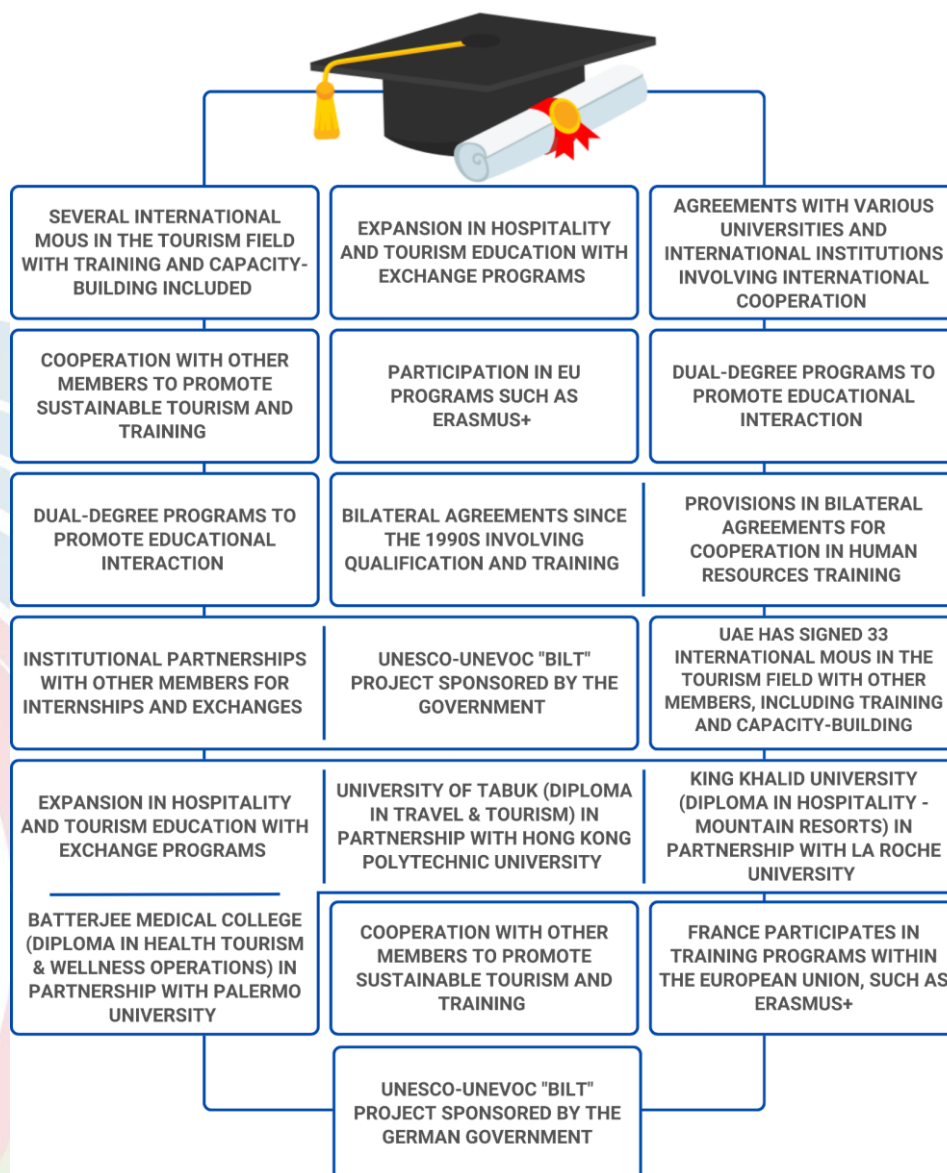 SEVERAL INTERNATIONAL
MOUS IN THE TOURISM FIELD
WITH TRAINING AND CAPACITY-
BUILDING INCLUDED
EXPANSION IN HOSPITALITY
AND TOURISM EDUCATION WITH
EXCHANGE PROGRAMS
AGREEMENTS WITH VARIOUS
UNIVERSITIES AND
INTERNATIONAL INSTITUTIONS
INVOLVING INTERNATIONAL
COOPERATION
COOPERATION WITH OTHER
MEMBERS TO PROMOTE
SUSTAINABLE TOURISM AND
TRAINING
PARTICIPATION IN EU
PROGRAMS SUCH AS
ERASMUS+
DUAL-DEGREE PROGRAMS TO
PROMOTE EDUCATIONAL
INTERACTION
DUAL-DEGREE PROGRAMS TO
PROMOTE EDUCATIONAL
INTERACTION
BILATERAL AGREEMENTS SINCE
THE 1990S INVOLVING
QUALIFICATION AND TRAINING
PROVISIONS IN BILATERAL
AGREEMENTS FOR
COOPERATION IN HUMAN
RESOURCES TRAINING
INSTITUTIONAL PARTNERSHIPS
WITH OTHER MEMBERS FOR
INTERNSHIPS AND EXCHANGES
UNESCO-UNEVOC "BILT"
PROJECT SPONSORED BY THE
GOVERNMENT
UAE HAS SIGNED 33
INTERNATIONAL MOUS IN THE
TOURISM FIELD WITH OTHER
MEMBERS, INCLUDING TRAINING
AND CAPACITY-BUILDING
EXPANSION IN HOSPITALITY
AND TOURISM EDUCATION WITH
EXCHANGE PROGRAMS
UNIVERSITY OF TABUK (DIPLOMA
IN TRAVEL & TOURISM) IN
PARTNERSHIP WITH HONG KONG
POLYTECHNIC UNIVERSITY
KING KHALID UNIVERSITY
(DIPLOMA IN HOSPITALITY -
MOUNTAIN RESORTS) IN
PARTNERSHIP WITH LA ROCHE
UNIVERSITY
BATTERJEE MEDICAL COLLEGE
(DIPLOMA IN HEALTH TOURISM
& WELLNESS OPERATIONS) IN
PARTNERSHIP WITH PALERMO
UNIVERSITY
COOPERATION WITH OTHER
MEMBERS TO PROMOTE
SUSTAINABLE TOURISM AND
TRAINING
FRANCE PARTICIPATES IN
TRAINING PROGRAMS WITHIN
THE EUROPEAN UNION, SUCH AS
ERASMUS+
UNESCO-UNEVOC "BILT"
PROJECT SPONSORED BY THE
GERMAN GOVERNMENT